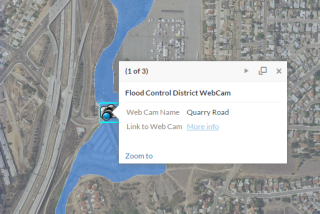 (1 of 3)
Flood Control District WebCam
Web Cam Name Quarry Road
Link to Web Cam More info
Zoom to